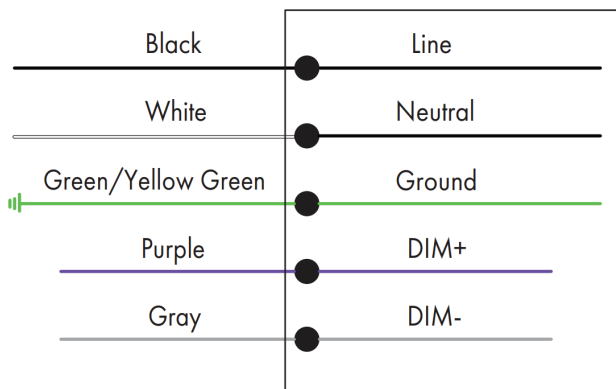 Black Line
White Neutral
Green/Yellow Green Ground
Purple DIM+
Gray DIM-